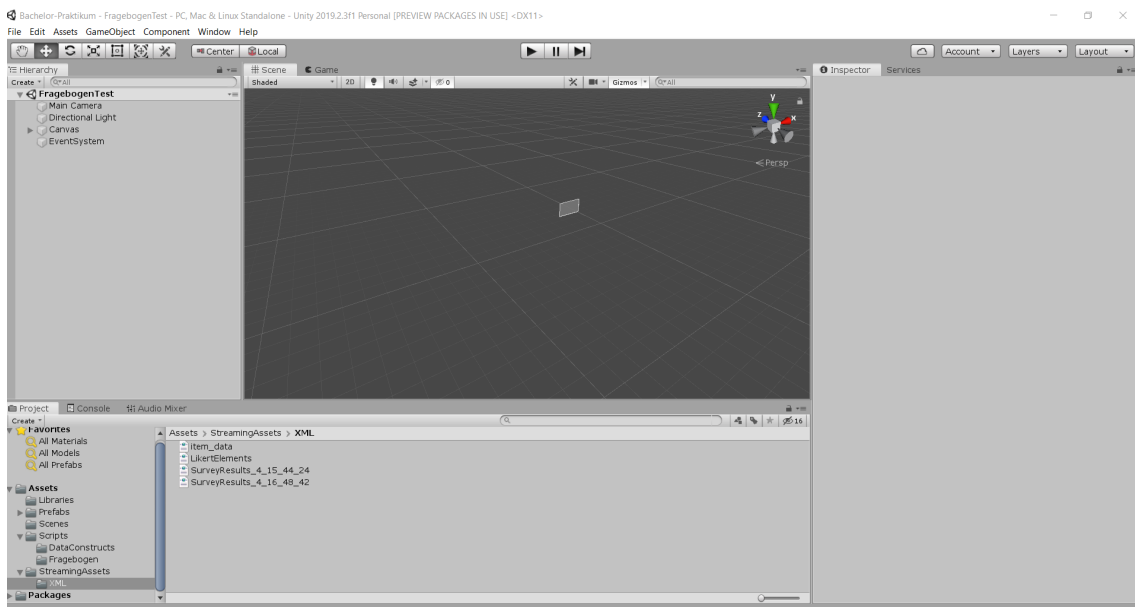 Bachelor-Praktikum - FragebogenTest - PC, Mac & Linux Standalone - Unity 2019.2.3f1 Personal [PREVIEW PACKAGES IN USE] <DX11>
File Edit Assets GameObject Component Window Help
Center Local Account Layers Layout
Hierarchy Scene Game Inspector Services
Create All Shaded 2D 0 Gizmos All
FragebogenTest
Main Camera
Directional Light
Canvas
EventSystem
y
z x
Persp
Project Console Audio Mixer
Create 16
Favorites
All Materials
All Models
All Prefabs
Assets
Libraries
Prefabs
Scenes
Scripts
DataConstructs
Fragebogen
StreamingAssets
XML
Packages
Assets > StreamingAssets > XML
item_data
LikertElements
SurveyResults_4_15_44_24
SurveyResults_4_16_48_42